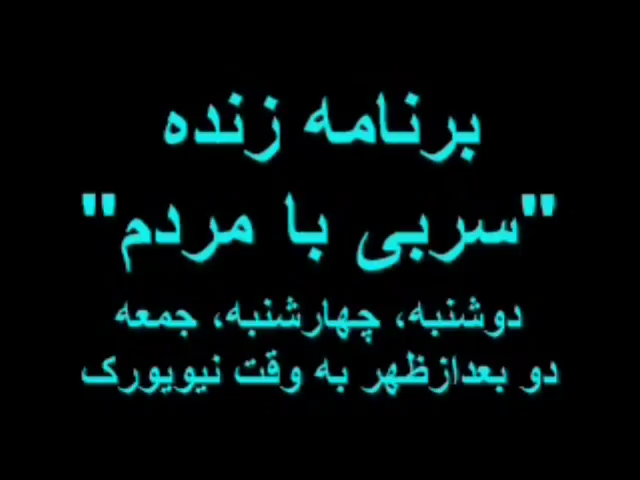 برنامه زنده
"سربی با مردم"
دوشنبه، چهارشنبه، جمعه
دو بعدازظهر به وقت نیویورک